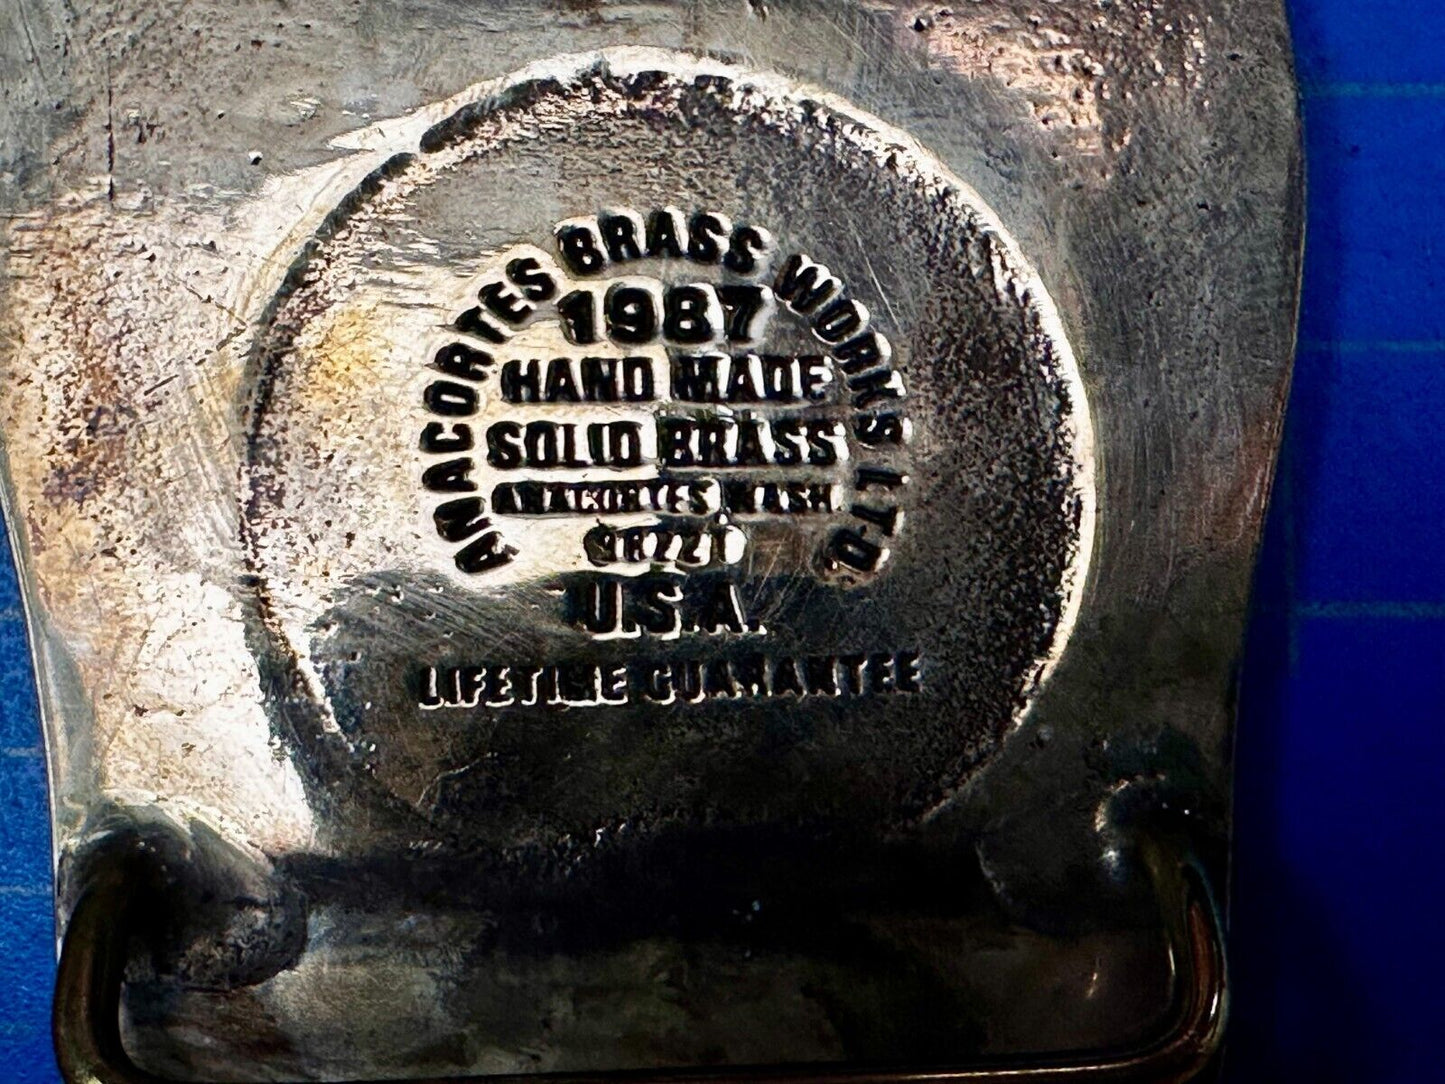 ANACORTES BRASS WORKS LTD.
1987
HAND MADE
SOLID BRASS
ANACORTES, WASH.
98221
U.S.A.
LIFETIME GUARANTEE